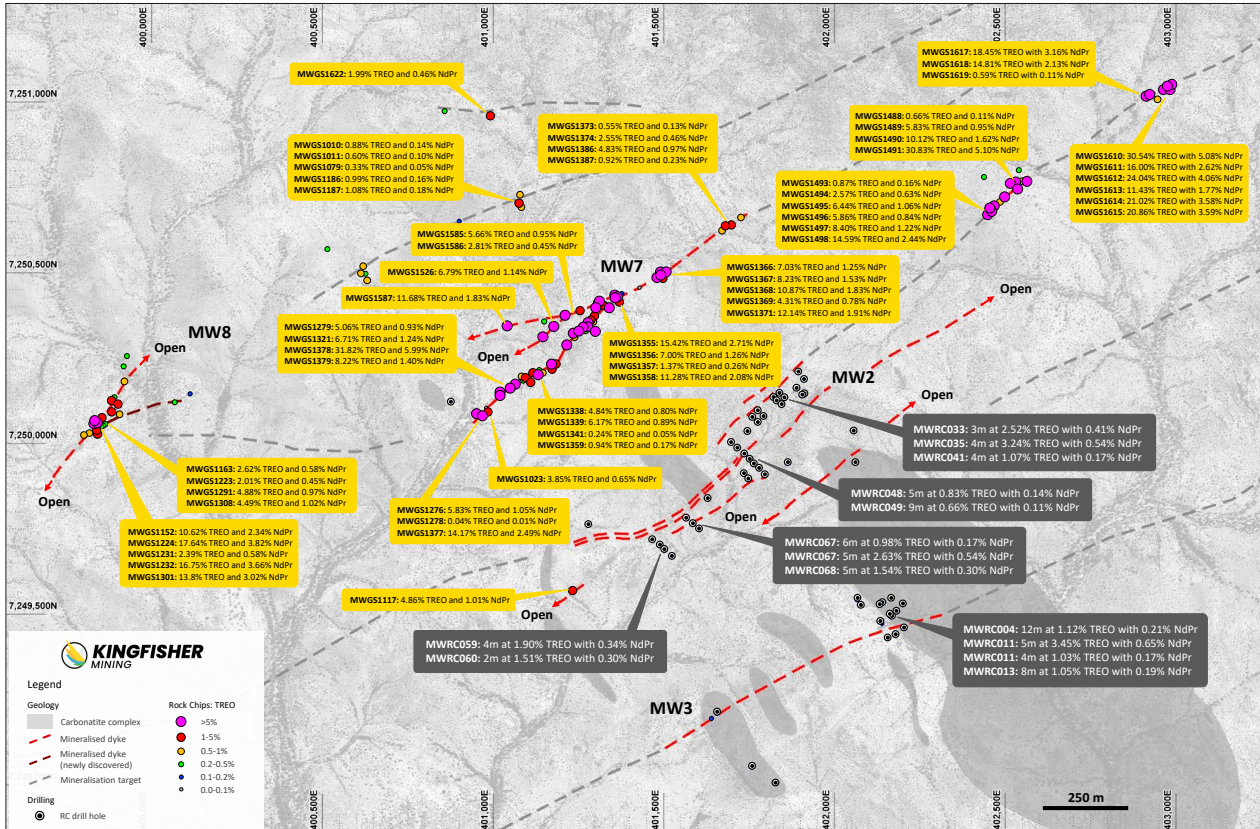 400,000E
400,500E
401,000E
401,500E
402,000E
402,500E
403,000E
7,251,000N
7,250,500N
7,250,000N
7,249,500N
MWGS1617: 18.45% TREO with 3.16% NdPr
MWGS1618: 14.81% TREO with 2.13% NdPr
MWGS1619: 0.59% TREO with 0.11% NdPr
MWGS1622: 1.99% TREO and 0.46% NdPr
MWGS1373: 0.55% TREO and 0.13% NdPr
MWGS1374: 2.55% TREO and 0.46% NdPr
MWGS1386: 4.83% TREO and 0.97% NdPr
MWGS1387: 0.92% TREO and 0.23% NdPr
MWGS1488: 0.66% TREO and 0.11% NdPr
MWGS1489: 5.83% TREO and 0.95% NdPr
MWGS1490: 10.12% TREO and 1.62% NdPr
MWGS1491: 30.83% TREO and 5.10% NdPr
MWGS1010: 0.88% TREO and 0.14% NdPr
MWGS1011: 0.60% TREO and 0.10% NdPr
MWGS1079: 0.33% TREO and 0.05% NdPr
MWGS1186: 0.99% TREO and 0.16% NdPr
MWGS1187: 1.08% TREO and 0.18% NdPr
MWGS1610: 30.54% TREO with 5.08% NdPr
MWGS1611: 16.00% TREO with 2.62% NdPr
MWGS1612: 24.04% TREO with 4.06% NdPr
MWGS1613: 11.43% TREO with 1.77% NdPr
MWGS1614: 21.02% TREO with 3.58% NdPr
MWGS1615: 20.86% TREO with 3.59% NdPr
MWGS1493: 0.87% TREO and 0.16% NdPr
MWGS1494: 2.57% TREO and 0.63% NdPr
MWGS1495: 6.44% TREO and 1.06% NdPr
MWGS1496: 5.86% TREO and 0.84% NdPr
MWGS1497: 8.40% TREO and 1.22% NdPr
MWGS1498: 14.59% TREO and 2.44% NdPr
MWGS1585: 5.66% TREO and 0.95% NdPr
MWGS1586: 2.81% TREO and 0.45% NdPr
MWGS1526: 6.79% TREO and 1.14% NdPr
MW7
MWGS1366: 7.03% TREO and 1.25% NdPr
MWGS1367: 8.23% TREO and 1.53% NdPr
MWGS1368: 10.87% TREO and 1.83% NdPr
MWGS1369: 4.31% TREO and 0.78% NdPr
MWGS1371: 12.14% TREO and 1.91% NdPr
MWGS1587: 11.68% TREO and 1.83% NdPr
Open
MW8
Open
MWGS1279: 5.06% TREO and 0.93% NdPr
MWGS1321: 6.71% TREO and 1.24% NdPr
MWGS1378: 31.82% TREO and 5.99% NdPr
MWGS1379: 8.22% TREO and 1.40% NdPr
Open
MWGS1355: 15.42% TREO and 2.71% NdPr
MWGS1356: 7.00% TREO and 1.26% NdPr
MWGS1357: 1.37% TREO and 0.26% NdPr
MWGS1358: 11.28% TREO and 2.08% NdPr
MW2
Open
MWGS1338: 4.84% TREO and 0.80% NdPr
MWGS1339: 6.17% TREO and 0.89% NdPr
MWGS1341: 0.24% TREO and 0.05% NdPr
MWGS1359: 0.94% TREO and 0.17% NdPr
MWRC033: 3m at 2.52% TREO with 0.41% NdPr
MWRC035: 4m at 3.24% TREO with 0.54% NdPr
MWRC041: 4m at 1.07% TREO with 0.17% NdPr
MWGS1163: 2.62% TREO and 0.58% NdPr
MWGS1223: 2.01% TREO and 0.45% NdPr
MWGS1291: 4.88% TREO and 0.97% NdPr
MWGS1308: 4.49% TREO and 1.02% NdPr
MWGS1023: 3.85% TREO and 0.65% NdPr
MWRC048: 5m at 0.83% TREO with 0.14% NdPr
MWRC049: 9m at 0.66% TREO with 0.11% NdPr
Open
MWGS1276: 5.83% TREO and 1.05% NdPr
MWGS1278: 0.04% TREO and 0.01% NdPr
MWGS1377: 14.17% TREO and 2.49% NdPr
Open
MWGS1152: 10.62% TREO and 2.34% NdPr
MWGS1224: 17.64% TREO and 3.82% NdPr
MWGS1231: 2.39% TREO and 0.58% NdPr
MWGS1232: 16.75% TREO and 3.66% NdPr
MWGS1301: 13.8% TREO and 3.02% NdPr
MWRC067: 6m at 0.98% TREO with 0.17% NdPr
MWRC067: 5m at 2.63% TREO with 0.54% NdPr
MWRC068: 5m at 1.54% TREO with 0.30% NdPr
MWGS1117: 4.86% TREO and 1.01% NdPr
Open
MWRC059: 4m at 1.90% TREO with 0.34% NdPr
MWRC060: 2m at 1.51% TREO with 0.30% NdPr
MWRC004: 12m at 1.12% TREO with 0.21% NdPr
MWRC011: 5m at 3.45% TREO with 0.65% NdPr
MWRC011: 4m at 1.03% TREO with 0.17% NdPr
MWRC013: 8m at 1.05% TREO with 0.19% NdPr
MW3
KINGFISHER
MINING
Legend
Geology
Carbonatite complex
Mineralised dyke
Mineralised dyke
(newly discovered)
Mineralisation target
Drilling
RC drill hole
Rock Chips: TREO
>5%
1-5%
0.5-1%
0.2-0.5%
0.1-0.2%
0.0-0.1%
250 m
400,500E
401,000E
401,500E
402,000E
402,500E
403,000E